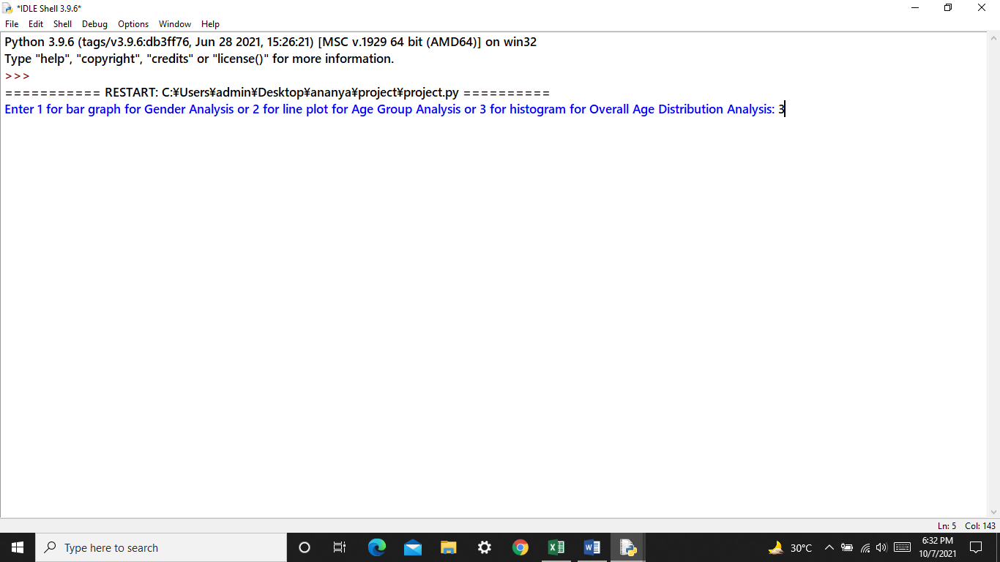 *IDLE Shell 3.9.6*
File Edit Shell Debug Options Window Help
Python 3.9.6 (tags/v3.9.6:db3ff76, Jun 28 2021, 15:26:21) [MSC v.1929 64 bit (AMD64)] on win32
Type "help", "copyright", "credits" or "license()" for more information.
>>>
=========== RESTART: C:¥Users¥admin¥Desktop¥ananya¥project¥project.py ==========
Enter 1 for bar graph for Gender Analysis or 2 for line plot for Age Group Analysis or 3 for histogram for Overall Age Distribution Analysis: 3
Ln: 5 Col: 143
Type here to search
30°C
6:32 PM
10/7/2021